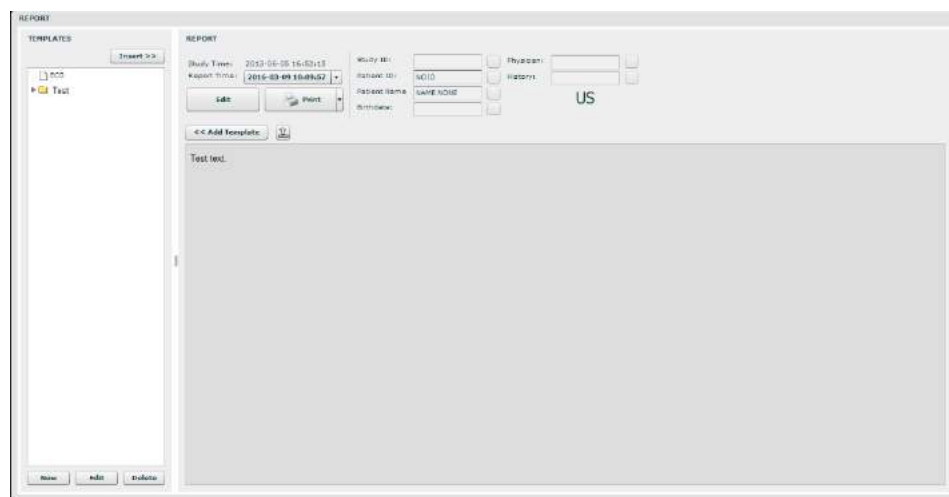 REPORT
TEMPLATES
Insert >>
Test
New
Edit
Delete
REPORT
Study Time:
Report Time: 2016-03-09 10:09:57
Edit
Print
Study ID:
Patient ID: NOID
Patient Name NAME NONE
Birthdate:
Physician:
History:
US
<< Add Template
Test text.